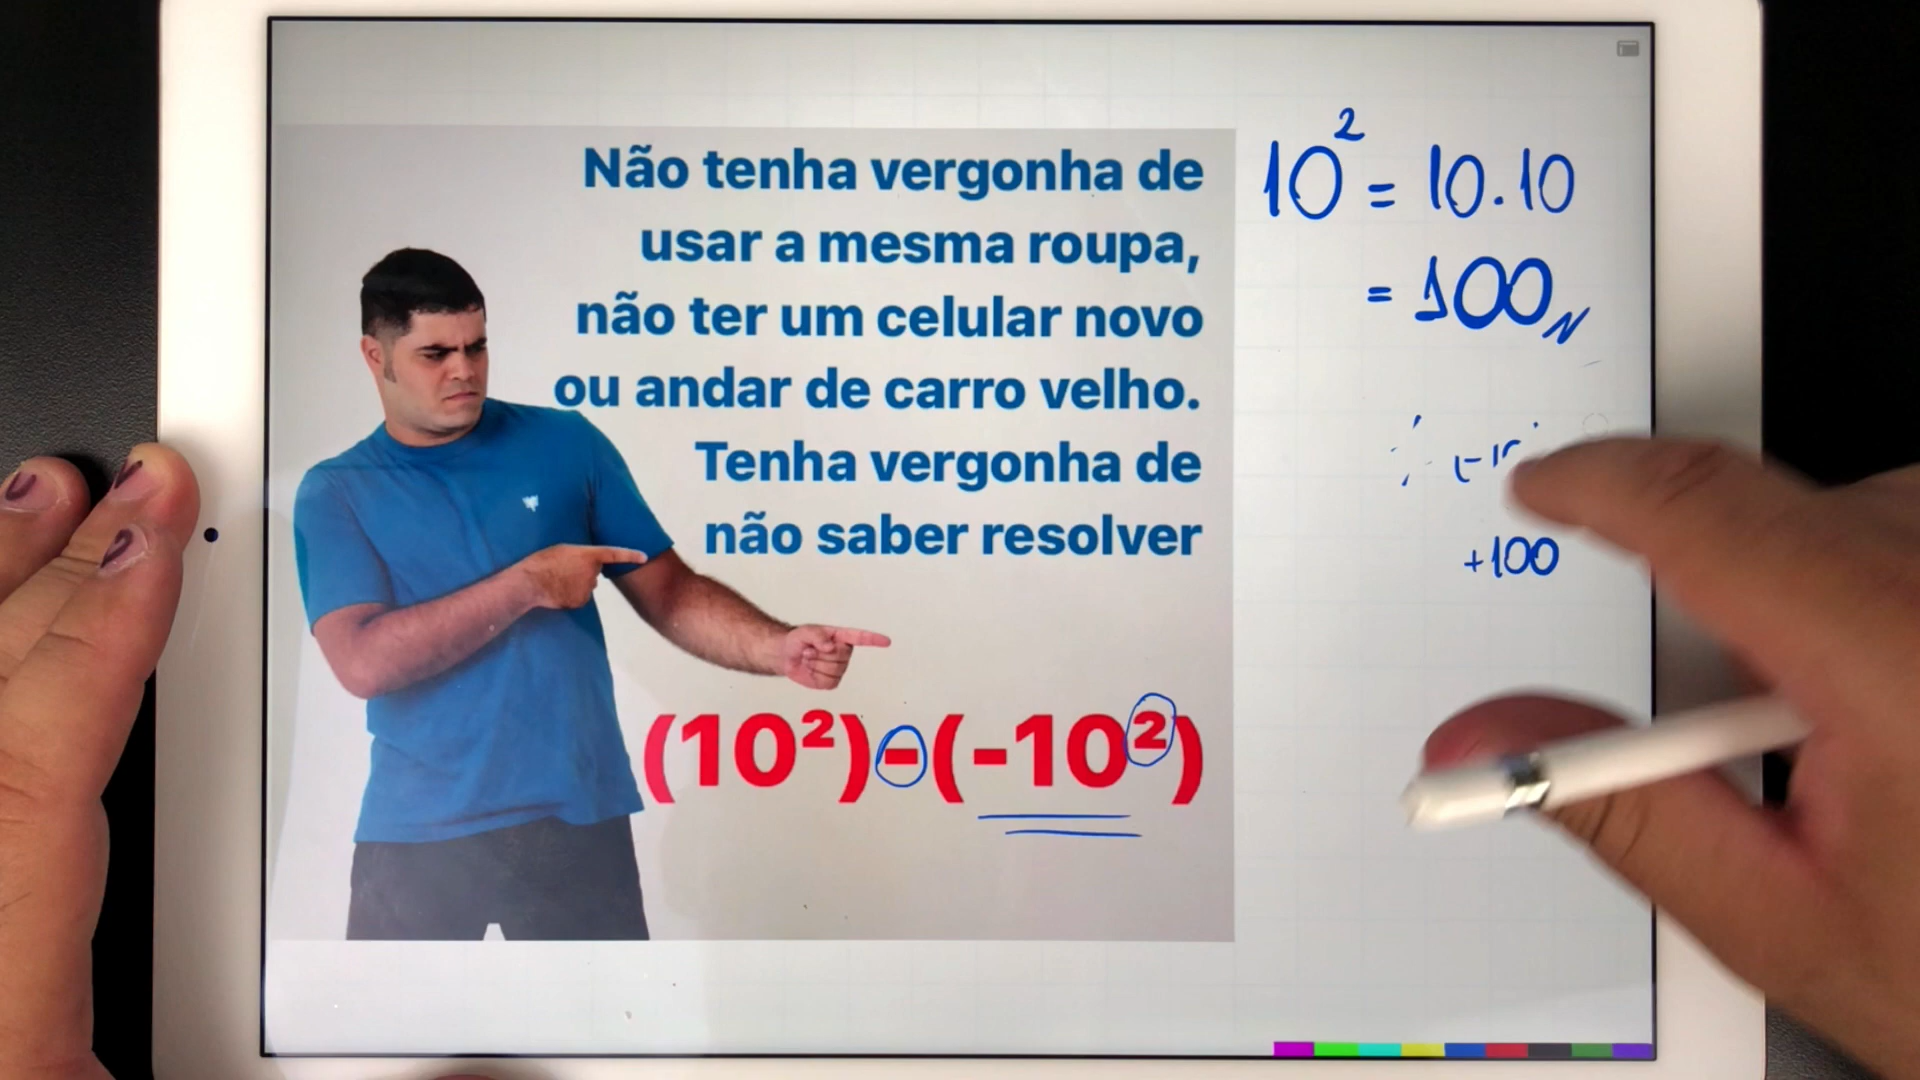 Não tenha vergonha de
usar a mesma roupa,
não ter um celular novo
ou andar de carro velho.
Tenha vergonha de
não saber resolver
(10²)-(-10²)
10² = 10.10
= 100
+100